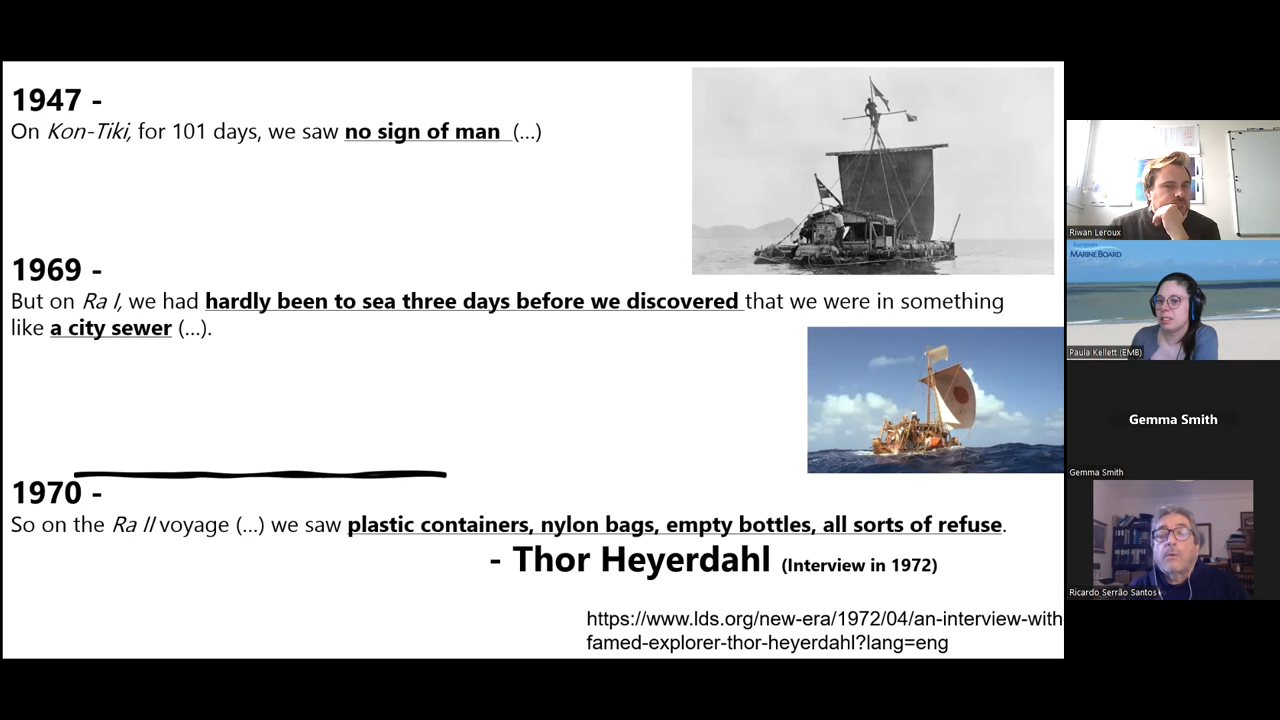 1947 -
On Kon-Tiki, for 101 days, we saw no sign of man (...)
1969 -
But on Ra I, we had hardly been to sea three days before we discovered that we were in something
like a city sewer (...).
1970 -
So on the Ra II voyage (...) we saw plastic containers, nylon bags, empty bottles, all sorts of refuse.
- Thor Heyerdahl (Interview in 1972)
https://www.lds.org/new-era/1972/04/an-interview-with
famed-explorer-thor-heyerdahl?lang=eng
Riwan Leroux
European
MARINE BOARD
Paula Kellett (EMB)
Gemma Smith
Gemma Smith
Ricardo Serrão Santos